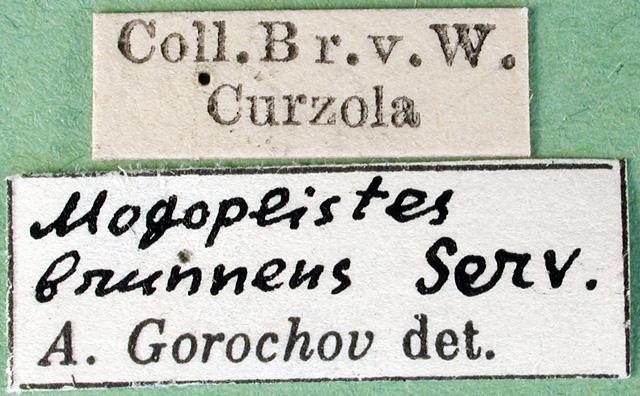 Coll. Br. v. W.
Curzola
Mogoplistes
brunneus Serv.
A. Gorochov det.